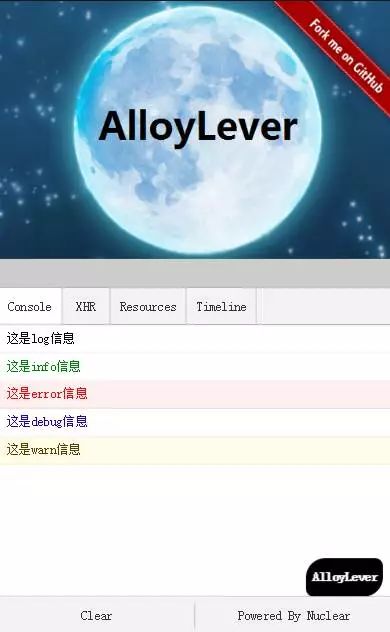 Fork me on GitHub
AlloyLever
Console XHR Resources Timeline
这是log信息
这是info信息
这是error信息
这是debug信息
这是warn信息
AlloyLever
Clear Powered By Nuclear